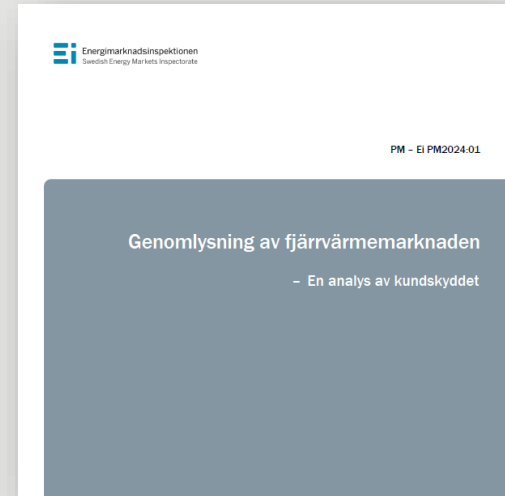 Energimarknadsinspektionen
Swedish Energy Markets Inspectorate
PM – Ei PM2024:01
Genomlysning av fjärrvärmemarknaden
– En analys av kundskyddet